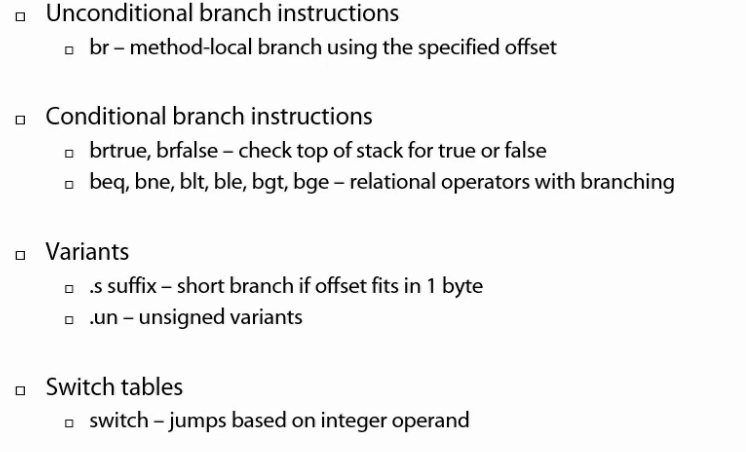 Unconditional branch instructions
br – method-local branch using the specified offset
Conditional branch instructions
brtrue, brfalse – check top of stack for true or false
beq, bne, blt, ble, bgt, bge – relational operators with branching
Variants
.s suffix – short branch if offset fits in 1 byte
.un – unsigned variants
Switch tables
switch – jumps based on integer operand